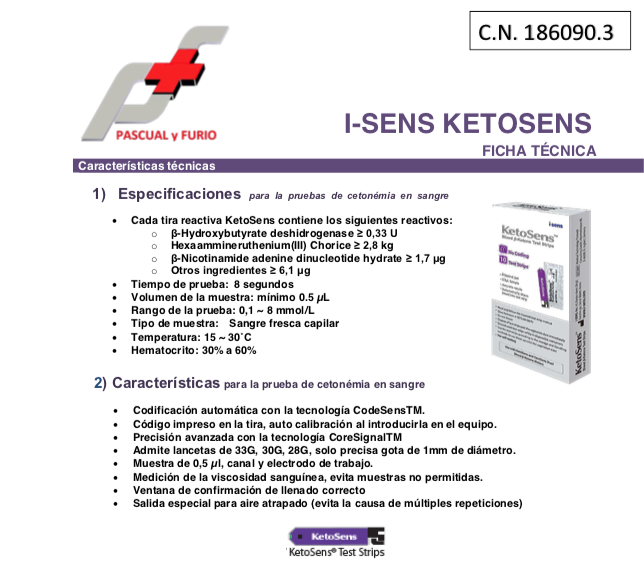 C.N. 186090.3
PASCUAL y FURIO
I-SENS KETOSENS
FICHA TÉCNICA
Características técnicas
1) Especificaciones para la pruebas de cetonémia en sangre
• Cada tira reactiva KetoSens contiene los siguientes reactivos:
o β-Hydroxybutyrate deshidrogenase ≥ 0,33 U
o Hexaammineruthenium(III) Chorice ≥ 2,8 kg
o β-Nicotinamide adenine dinucleotide hydrate ≥ 1,7 µg
o Otros ingredientes ≥ 6,1 µg
• Tiempo de prueba: 8 segundos
• Volumen de la muestra: mínimo 0.5 µL
• Rango de la prueba: 0,1 ~ 8 mmol/L
• Tipo de muestra: Sangre fresca capilar
• Temperatura: 15 ~ 30˚C
• Hematocrito: 30% a 60%
i-sens
KetoSens™
Blood β-Ketone Test Strips
No Coding
10 Test Strips
KetoSens
2) Características para la prueba de cetonémia en sangre
• Codificación automática con la tecnología CodeSensTM.
• Código impreso en la tira, auto calibración al introducirla en el equipo.
• Precisión avanzada con la tecnología CoreSignalTM
• Admite lancetas de 33G, 30G, 28G, solo precisa gota de 1mm de diámetro.
• Muestra de 0,5 µl, canal y electrodo de trabajo.
• Medición de la viscosidad sanguínea, evita muestras no permitidas.
• Ventana de confirmación de llenado correcto
• Salida especial para aire atrapado (evita la causa de múltiples repeticiones)
KetoSens
KetoSens® Test Strips